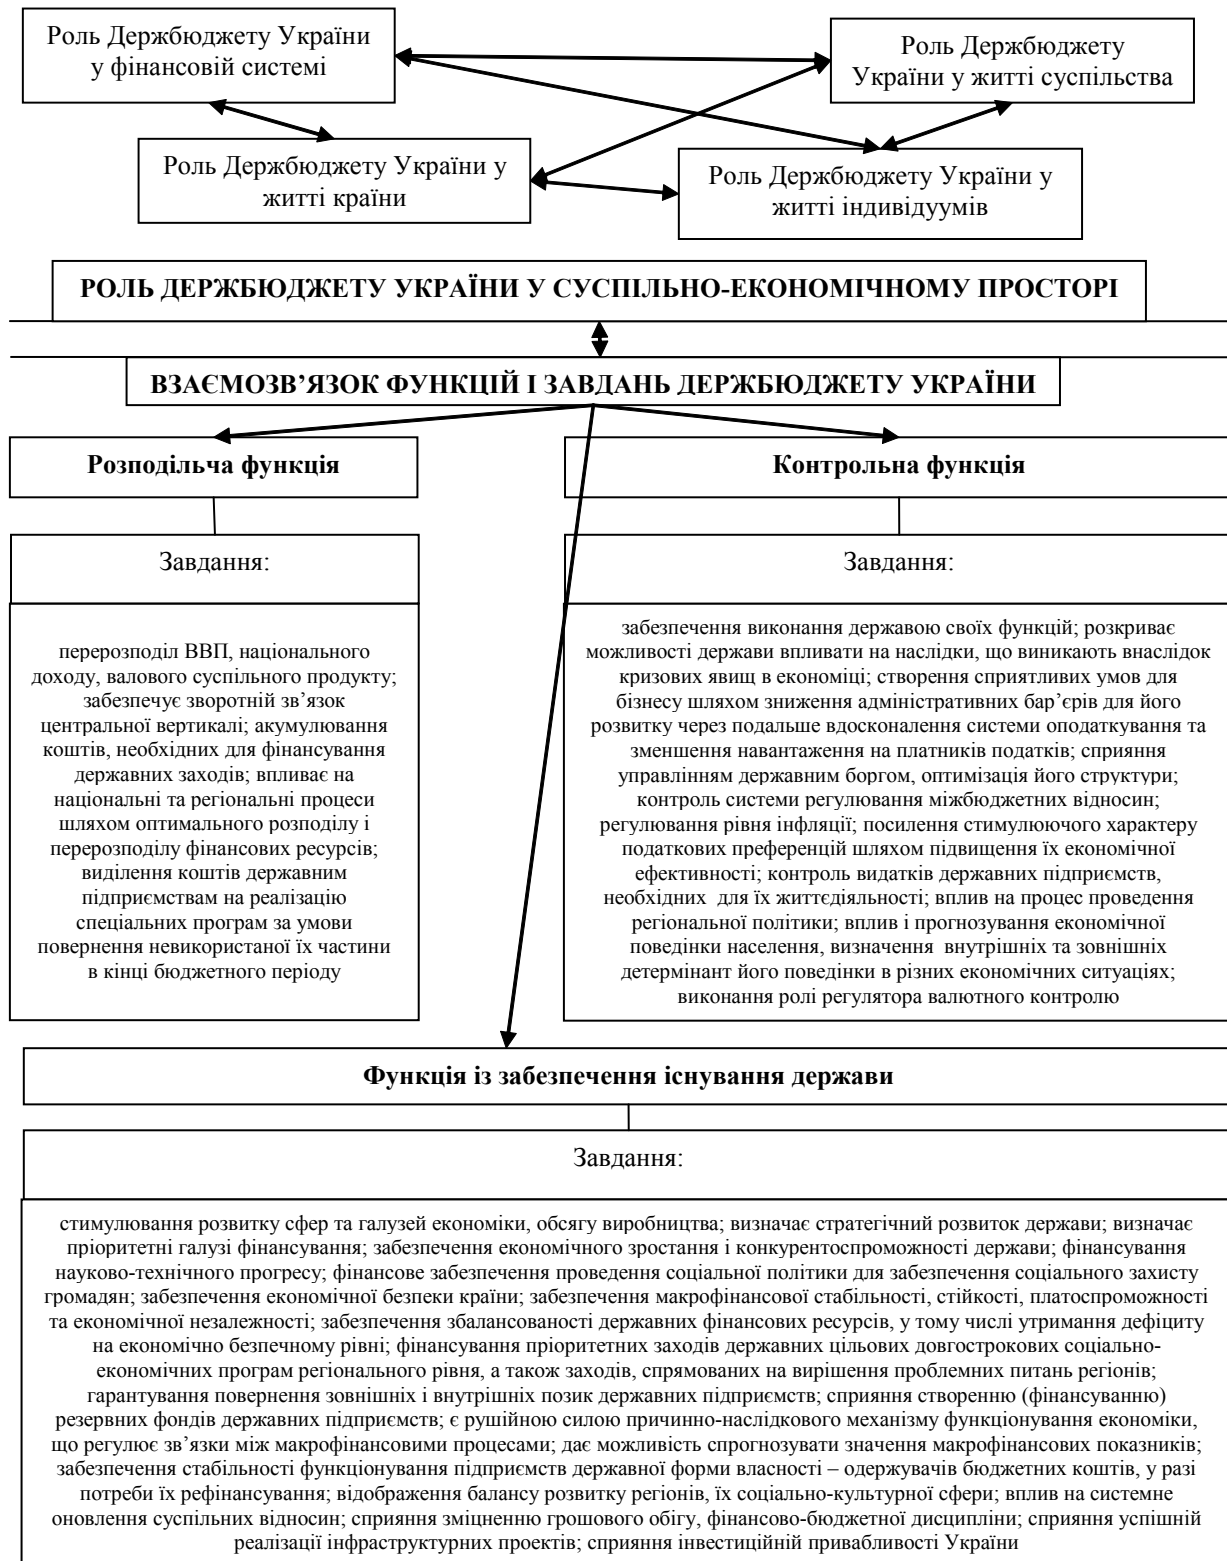 Роль Держбюджету України
у фінансовій системі
Роль Держбюджету
України у житті суспільства
Роль Держбюджету України у
житті країни
Роль Держбюджету України у
житті індивідуумів
РОЛЬ ДЕРЖБЮДЖЕТУ УКРАЇНИ У СУСПІЛЬНО-ЕКОНОМІЧНОМУ ПРОСТОРІ
ВЗАЄМОЗВ’ЯЗОК ФУНКЦІЙ І ЗАВДАНЬ ДЕРЖБЮДЖЕТУ УКРАЇНИ
Розподільча функція
Завдання:
перерозподіл ВВП, національного
доходу, валового суспільного продукту;
забезпечує зворотній зв’язок
центральної вертикалі; акумулювання
коштів, необхідних для фінансування
державних заходів; впливає на
національні та регіональні процеси
шляхом оптимального розподілу і
перерозподілу фінансових ресурсів;
виділення коштів державним
підприємствам на реалізацію
спеціальних програм за умови
повернення невикористаної їх частини
в кінці бюджетного періоду
Контрольна функція
Завдання:
забезпечення виконання державою своїх функцій; розкриває
можливості держави впливати на наслідки, що виникають внаслідок
кризових явищ в економіці; створення сприятливих умов для
бізнесу шляхом зниження адміністративних бар’єрів для його
розвитку через подальше вдосконалення системи оподаткування та
зменшення навантаження на платників податків; сприяння
управлінням державним боргом, оптимізація його структури;
контроль системи регулювання міжбюджетних відносин;
регулювання рівня інфляції; посилення стимулюючого характеру
податкових преференцій шляхом підвищення їх економічної
ефективності; контроль видатків державних підприємств,
необхідних для їх життєдіяльності; вплив на процес проведення
регіональної політики; вплив і прогнозування економічної
поведінки населення, визначення внутрішніх та зовнішніх
детермінант його поведінки в різних економічних ситуаціях;
виконання ролі регулятора валютного контролю
Функція із забезпечення існування держави
Завдання:
стимулювання розвитку сфер та галузей економіки, обсягу виробництва; визначає стратегічний розвиток держави; визначає
пріоритетні галузі фінансування; забезпечення економічного зростання і конкурентоспроможності держави; фінансування
науково-технічного прогресу; фінансове забезпечення проведення соціальної політики для забезпечення соціального захисту
громадян; забезпечення економічної безпеки країни; забезпечення макрофінансової стабільності, стійкості, платоспроможності
та економічної незалежності; забезпечення збалансованості державних фінансових ресурсів, у тому числі утримання дефіциту
на економічно безпечному рівні; фінансування пріоритетних заходів державних цільових довгострокових соціально-
економічних програм регіонального рівня, а також заходів, спрямованих на вирішення проблемних питань регіонів;
гарантування повернення зовнішніх і внутрішніх позик державних підприємств; сприяння створенню (фінансуванню)
резервних фондів державних підприємств; є рушійною силою причинно-наслідкового механізму функціонування економіки,
що регулює зв’язки між макрофінансовими процесами; дає можливість спрогнозувати значення макрофінансових показників;
забезпечення стабільності функціонування підприємств державної форми власності – одержувачів бюджетних коштів, у разі
потреби їх рефінансування; відображення балансу розвитку регіонів, їх соціально-культурної сфери; вплив на системне
оновлення суспільних відносин; сприяння зміцненню грошового обігу, фінансово-бюджетної дисципліни; сприяння успішній
реалізації інфраструктурних проектів; сприяння інвестиційній привабливості України